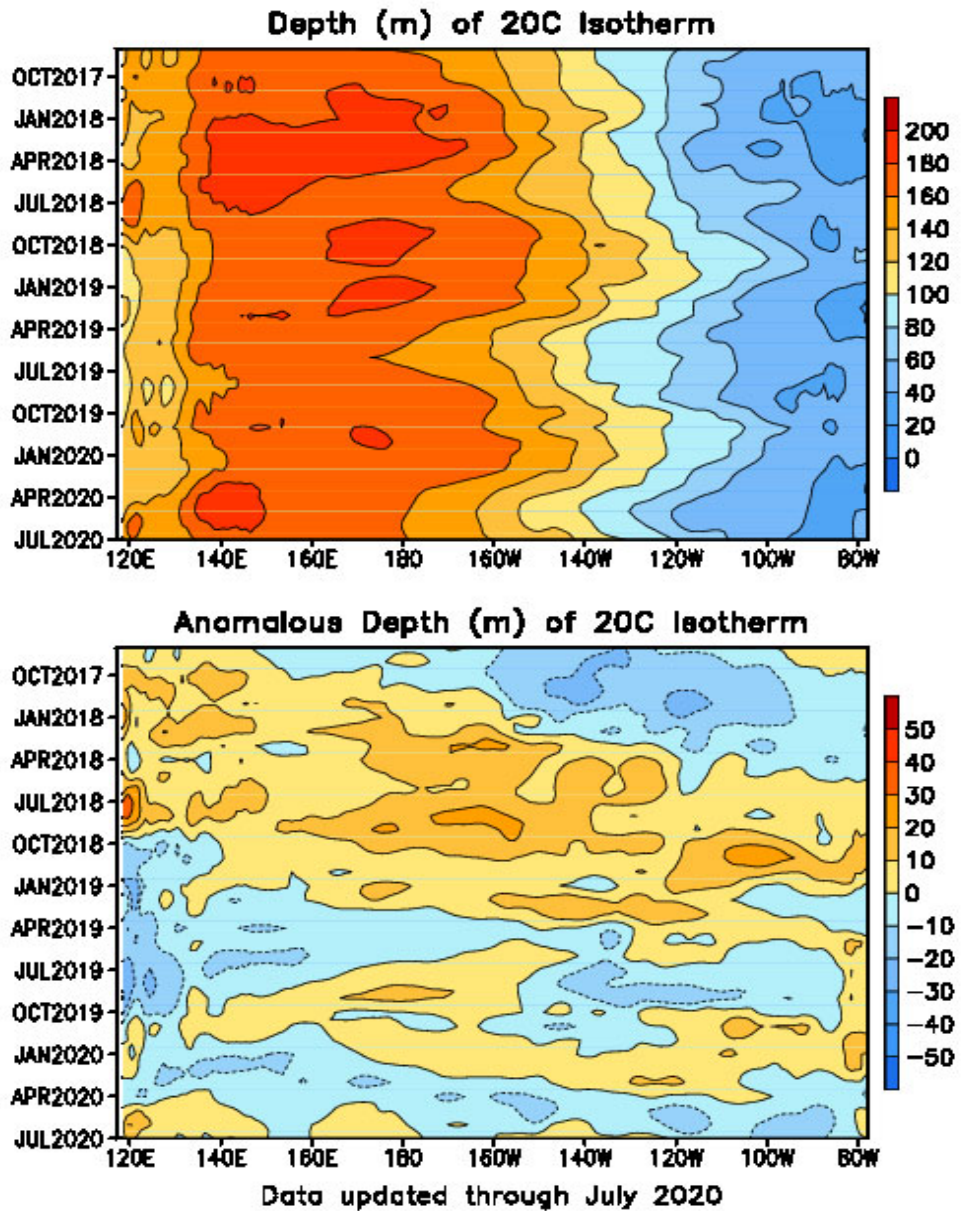 Depth (m) of 20C Isotherm
OCT2017
JAN2018
APR2018
JUL2018
OCT2018
JAN2019
APR2019
JUL2019
OCT2019
JAN2020
APR2020
JUL2020
120E 140E 160E 180 160W 140W 120W 100W 80W
200
180
160
140
120
100
80
60
40
20
0
Anomalous Depth (m) of 20C Isotherm
OCT2017
JAN2018
APR2018
JUL2018
OCT2018
JAN2019
APR2019
JUL2019
OCT2019
JAN2020
APR2020
JUL2020
120E 140E 160E 180 160W 140W 120W 100W 80W
50
40
30
20
10
0
−10
−20
−30
−40
−50
Data updated through July 2020